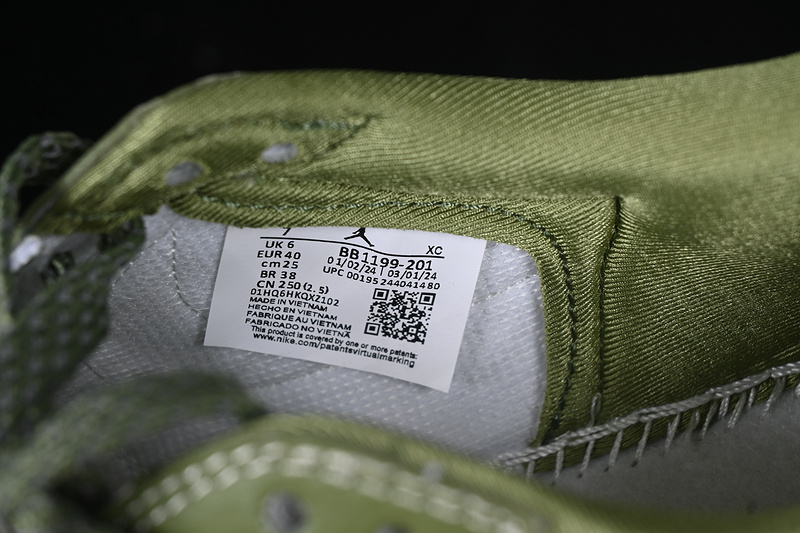 7
XC
UK 6
BB1199-201
EUR 40
01/02/24 | 03/01/24
cm 25
UPC 00195244041480
BR 38
CN 250 (2.5)
01HQ6HKQXZ102
MADE IN VIETNAM
HECHO EN VIETNAM
FABRIQUE AU VIETNAM
FABRICADO NO VIETNÃ
This product is covered by one or more patents:
www.nike.com/patentsvirtualmarking